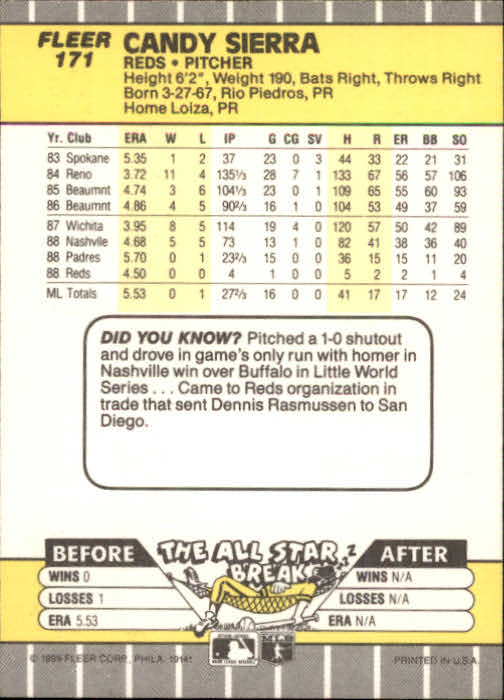 FLEER
171
CANDY SIERRA
REDS • PITCHER
Height 6'2", Weight 190, Bats Right, Throws Right
Born 3-27-67, Rio Piedros, PR
Home Loiza, PR
Yr. Club ERA W L IP G CG SV H R ER BB SO
83 Spokane 5.35 1 2 37 23 0 3 44 33 22 21 31
84 Reno 3.72 11 4 135⅓ 28 7 1 133 67 56 57 106
85 Beaumnt 4.74 3 6 104⅓ 23 0 1 109 65 55 60 93
86 Beaumnt 4.86 4 5 90⅔ 16 1 0 104 53 49 37 59
87 Wichita 3.95 8 5 114 19 4 0 120 57 50 42 89
88 Nashvlle 4.68 5 5 73 13 1 0 82 41 38 36 40
88 Padres 5.70 0 1 23⅔ 15 0 0 36 15 15 11 20
88 Reds 4.50 0 0 4 1 0 0 5 2 2 1 4
ML Totals 5.53 0 1 27⅔ 16 0 0 41 17 17 12 24
DID YOU KNOW? Pitched a 1-0 shutout
and drove in game's only run with homer in
Nashville win over Buffalo in Little World
Series . . . Came to Reds organization in
trade that sent Dennis Rasmussen to San
Diego.
BEFORE THE ALL STAR BREAK AFTER
WINS 0 WINS N/A
LOSSES 1 LOSSES N/A
ERA 5.53 ERA N/A
© 1989 FLEER CORP., PHILA. 19141 PRINTED IN U.S.A.